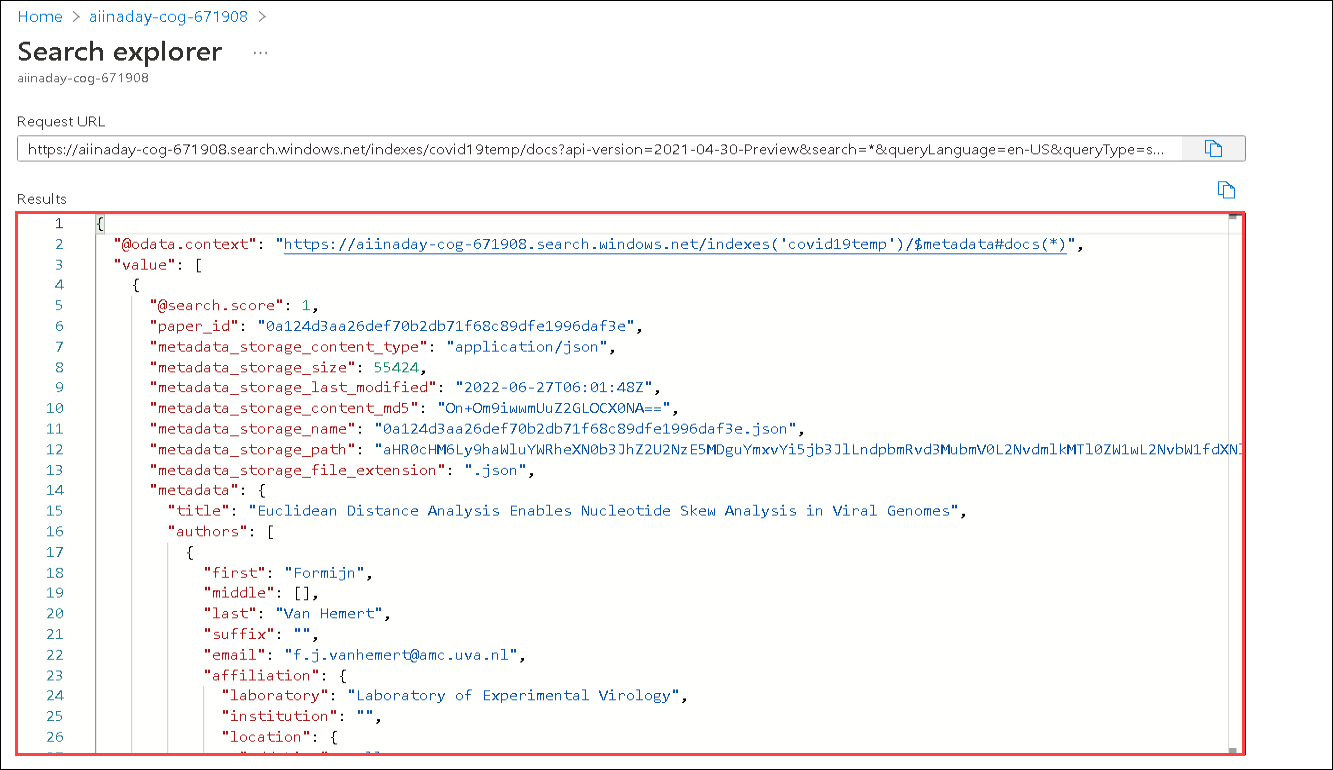 Home > aiinaday-cog-671908 >
Search explorer ...
aiinaday-cog-671908
Request URL
https://aiinaday-cog-671908.search.windows.net/indexes/covid19temp/docs?api-version=2021-04-30-Preview&search=*&queryLanguage=en-US&queryType=s...
Results
1 {
2 "@odata.context": "https://aiinaday-cog-671908.search.windows.net/indexes('covid19temp')/$metadata#docs(*)",
3 "value": [
4 {
5 "@search.score": 1,
6 "paper_id": "0a124d3aa26def70b2db71f68c89dfe1996daf3e",
7 "metadata_storage_content_type": "application/json",
8 "metadata_storage_size": 55424,
9 "metadata_storage_last_modified": "2022-06-27T06:01:48Z",
10 "metadata_storage_content_md5": "On+Om9iwwmUuZ2GLOCX0NA==",
11 "metadata_storage_name": "0a124d3aa26def70b2db71f68c89dfe1996daf3e.json",
12 "metadata_storage_path":
13 "metadata_storage_file_extension": ".json",
14 "metadata": {
15 "title": "Euclidean Distance Analysis Enables Nucleotide Skew Analysis in Viral Genomes",
16 "authors": [
17 {
18 "first": "Formijn",
19 "middle": [],
20 "last": "Van Hemert",
21 "suffix": "",
22 "email": "f.j.vanhemert@amc.uva.nl",
23 "affiliation": {
24 "laboratory": "Laboratory of Experimental Virology",
25 "institution": "",
26 "location": {